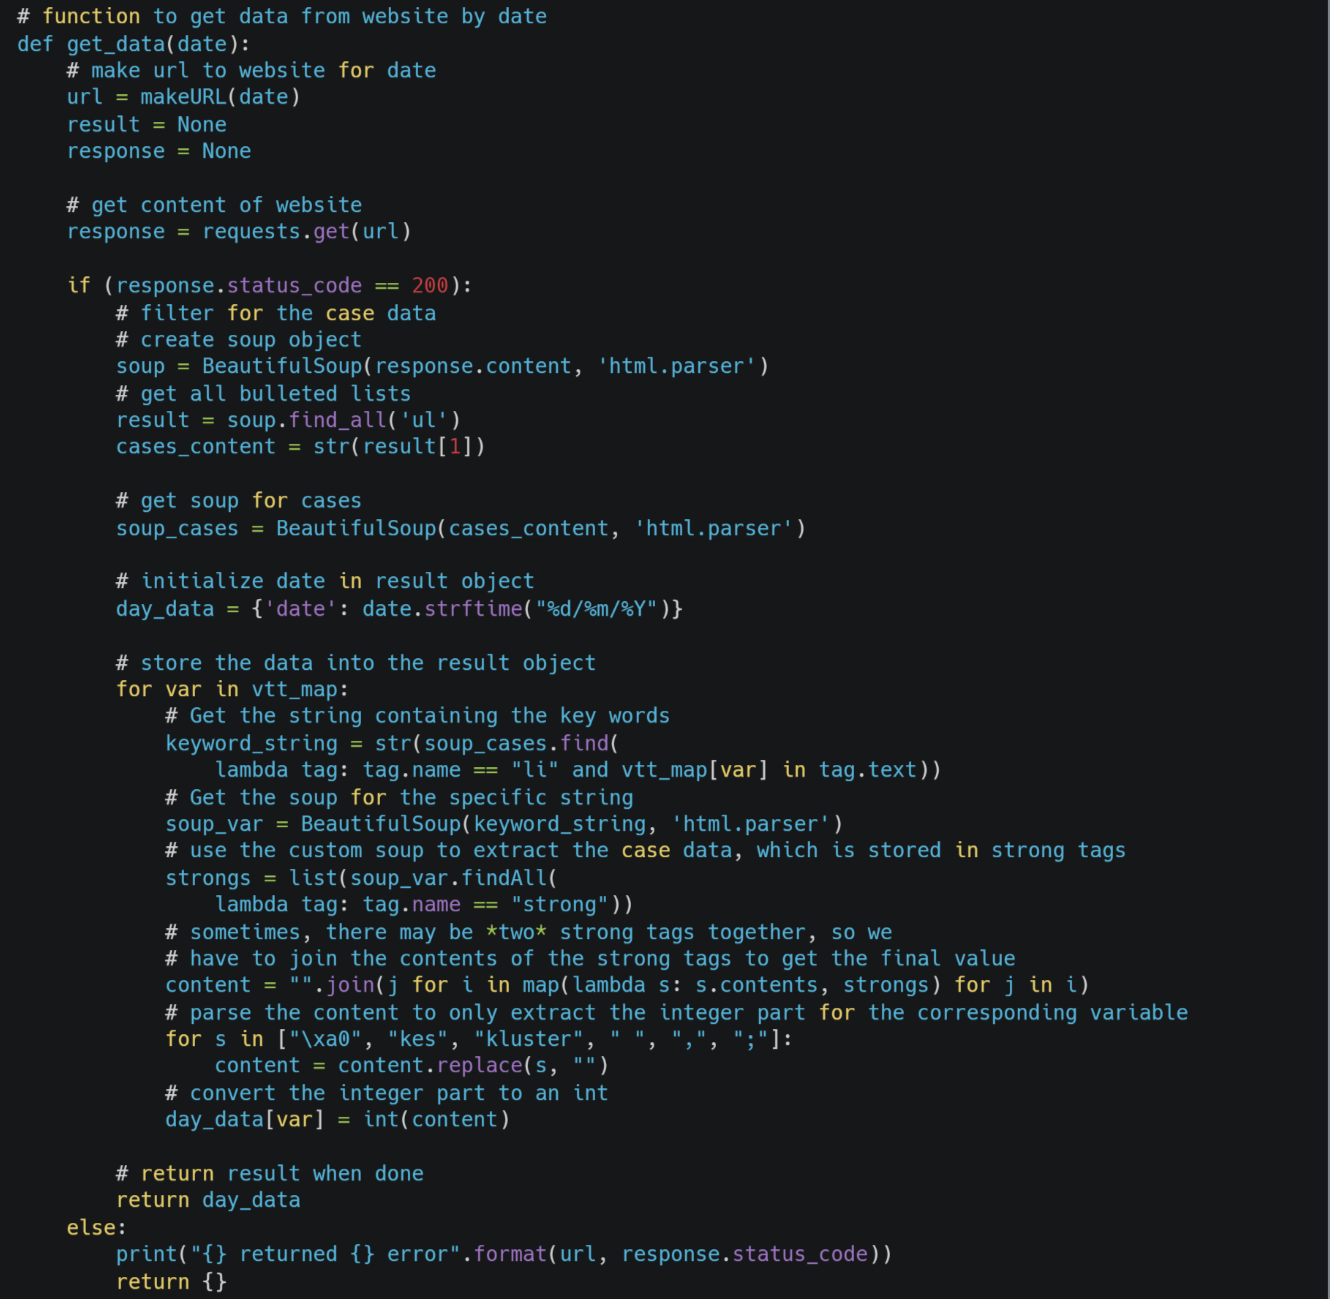 # function to get data from website by date
def get_data(date):
    # make url to website for date
    url = makeURL(date)
    result = None
    response = None

    # get content of website
    response = requests.get(url)

    if (response.status_code == 200):
        # filter for the case data
        # create soup object
        soup = BeautifulSoup(response.content, 'html.parser')
        # get all bulleted lists
        result = soup.find_all('ul')
        cases_content = str(result[1])

        # get soup for cases
        soup_cases = BeautifulSoup(cases_content, 'html.parser')

        # initialize date in result object
        day_data = {'date': date.strftime("%d/%m/%Y")}

        # store the data into the result object
        for var in vtt_map:
            # Get the string containing the key words
            keyword_string = str(soup_cases.find(
                lambda tag: tag.name == "li" and vtt_map[var] in tag.text))
            # Get the soup for the specific string
            soup_var = BeautifulSoup(keyword_string, 'html.parser')
            # use the custom soup to extract the case data, which is stored in strong tags
            strongs = list(soup_var.findAll(
                lambda tag: tag.name == "strong"))
            # sometimes, there may be *two* strong tags together, so we
            # have to join the contents of the strong tags to get the final value
            content = "".join(j for i in map(lambda s: s.contents, strongs) for j in i)
            # parse the content to only extract the integer part for the corresponding variable
            for s in ["\xa0", "kes", "kluster", " ", ",", ";"]:
                content = content.replace(s, "")
            # convert the integer part to an int
            day_data[var] = int(content)

        # return result when done
        return day_data
    else:
        print("{} returned {} error".format(url, response.status_code))
        return {}